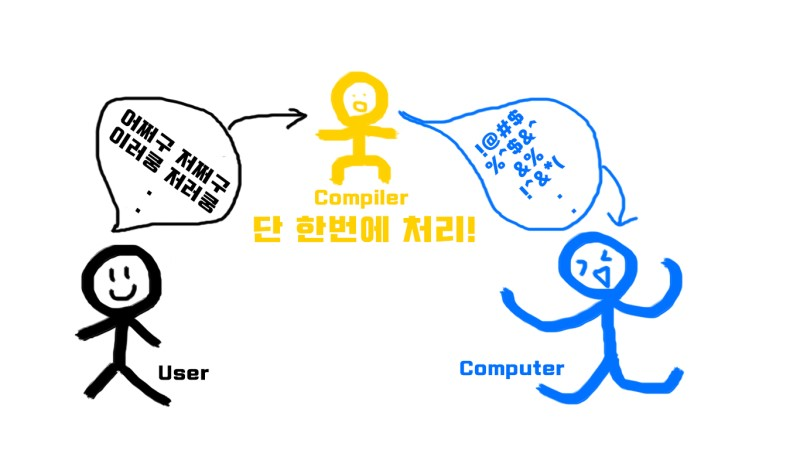 어쩌구 저쩌구
이러쿵 저러쿵
.
.
Compiler
단 한번에 처리!
!@#$
%^$&^
&%
!^&*(
.
.
User
Computer